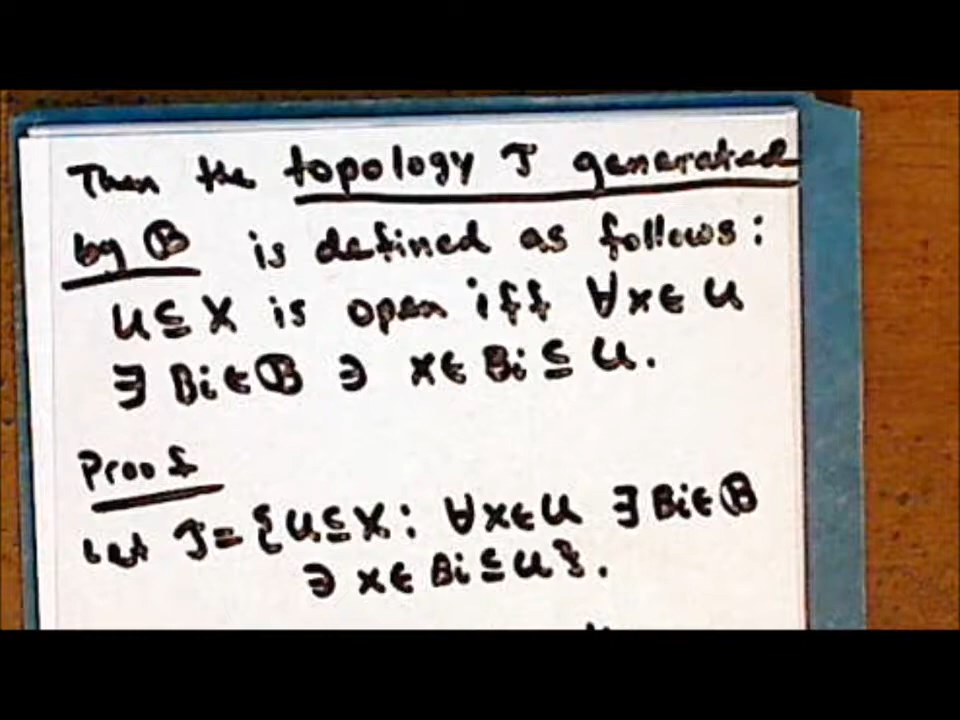 Then the topology 𝒯 generated
by 𝔹 is defined as follows:
U ⊆ X is open iff ∀x ∈ U
∃ Bi ∈ 𝔹 ∋ x ∈ Bi ⊆ U.
Proof
Let 𝒯 = {U ⊆ X : ∀x ∈ U ∃ Bi ∈ 𝔹
∋ x ∈ Bi ⊆ U}.